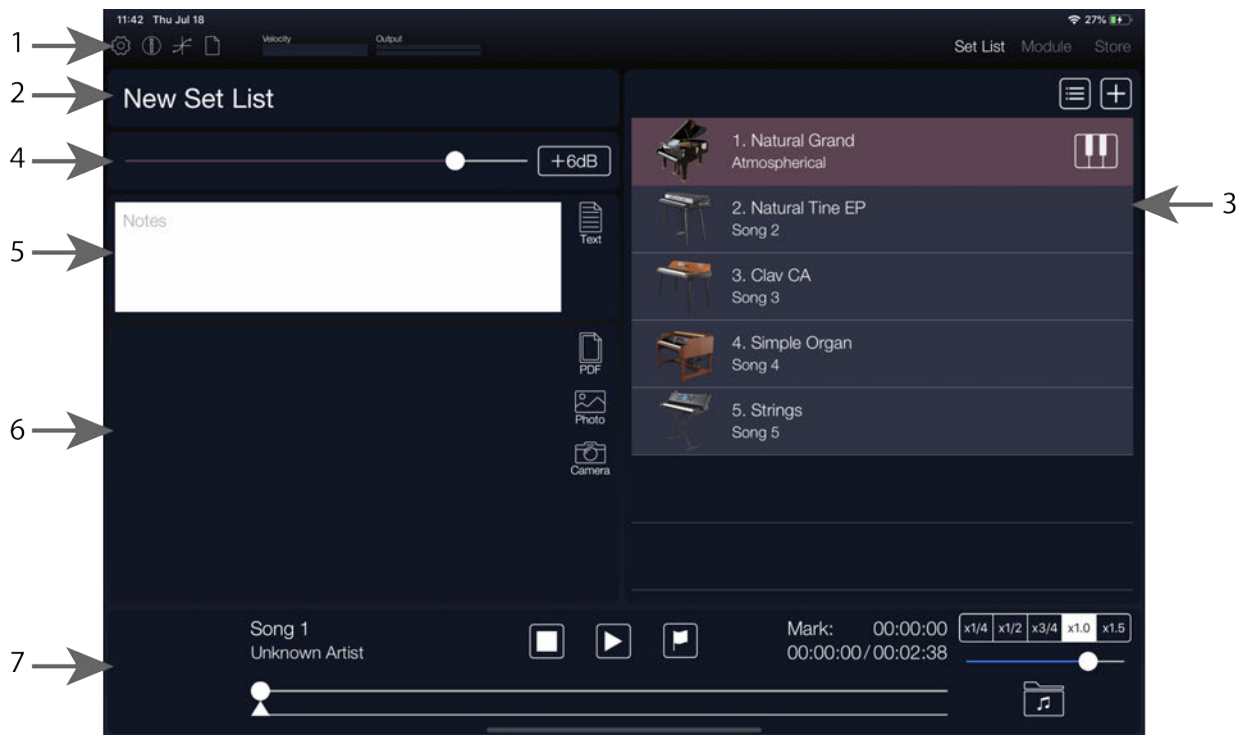 11:42 Thu Jul 18
27%
1
Velocity
Output
Set List Module Store
2
New Set List
4
+6dB
1. Natural Grand
Atmospherical
3
2. Natural Tine EP
Song 2
5
Notes
Text
3. Clav CA
Song 3
4. Simple Organ
Song 4
6
PDF
Photo
Camera
5. Strings
Song 5
7
Song 1
Unknown Artist
Mark: 00:00:00
00:00:00/00:02:38
x1/4 x1/2 x3/4 x1.0 x1.5